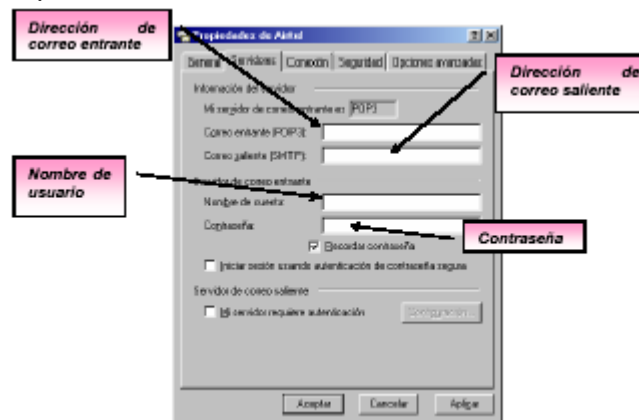 Dirección de
correo entrante
Propiedades de Airtel
General Servidores Conexión Seguridad Opciones avanzadas
Dirección de
correo saliente
Información del servidor
Mi servidor de correo entrante es: POP3
Correo entrante (POP3):
Correo saliente (SMTP):
Nombre de
usuario
Servidor de correo entrante
Nombre de cuenta:
Contraseña:
Contraseña
Recordar contraseña
Iniciar sesión usando autenticación de contraseña segura
Servidor de correo saliente
Mi servidor requiere autenticación Configuración...
Aceptar Cancelar Aplicar